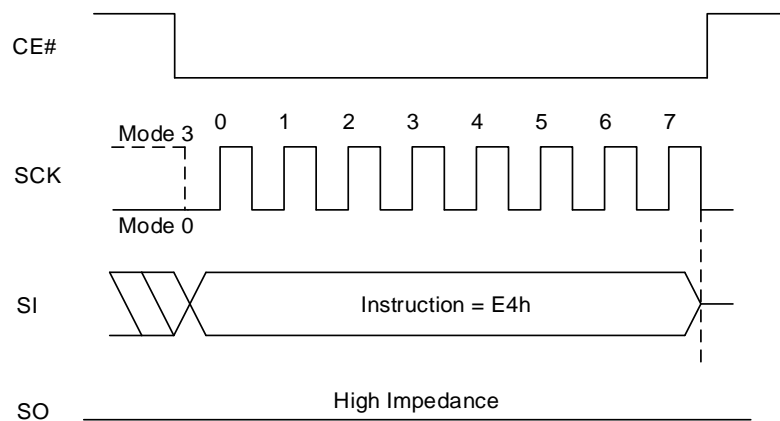 CE#
0 1 2 3 4 5 6 7
Mode 3
SCK
Mode 0
SI
Instruction = E4h
High Impedance
SO